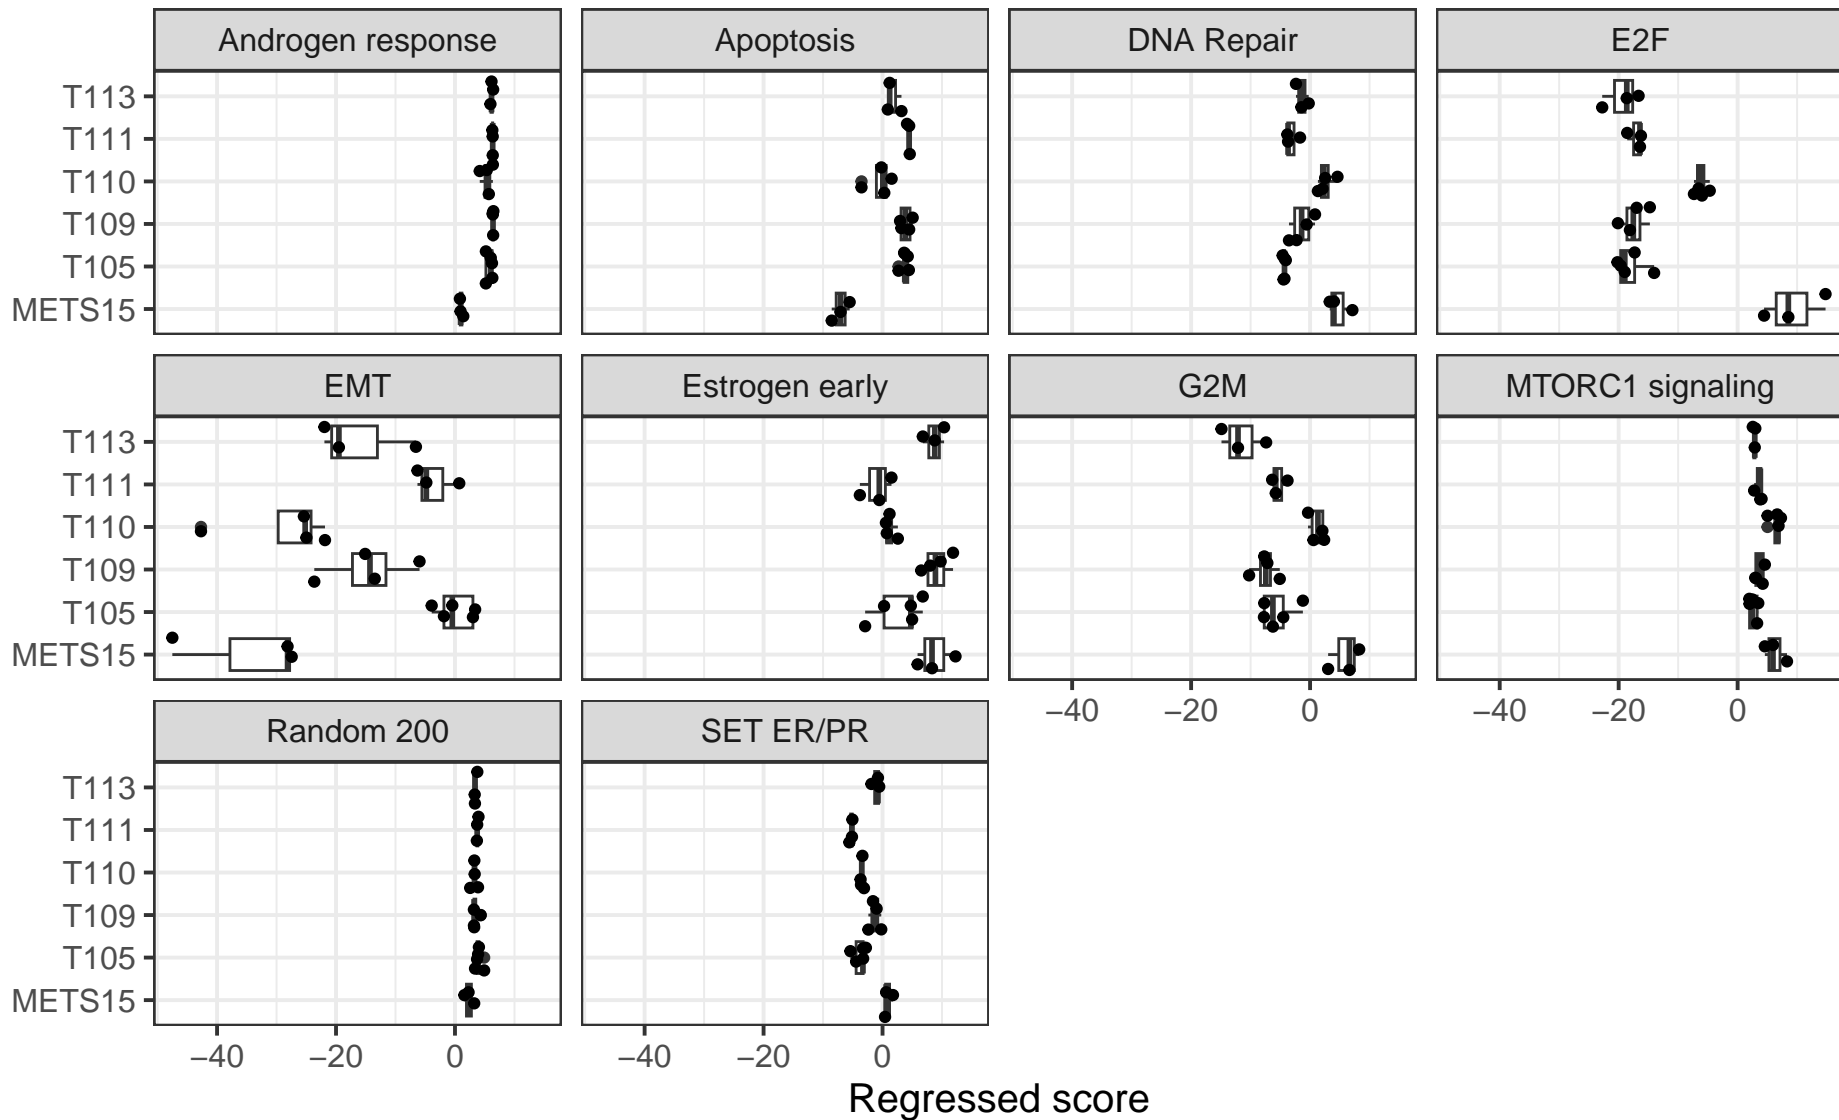 Androgen response Apoptosis DNA Repair E2F
T113
T111
T110
T109
T105
METS15
EMT Estrogen early G2M MTORC1 signaling
T113
T111
T110
T109
T105
METS15
−40 −20 0 −40 −20 0
Random 200 SET ER/PR
T113
T111
T110
T109
T105
METS15
−40 −20 0 −40 −20 0
Regressed score